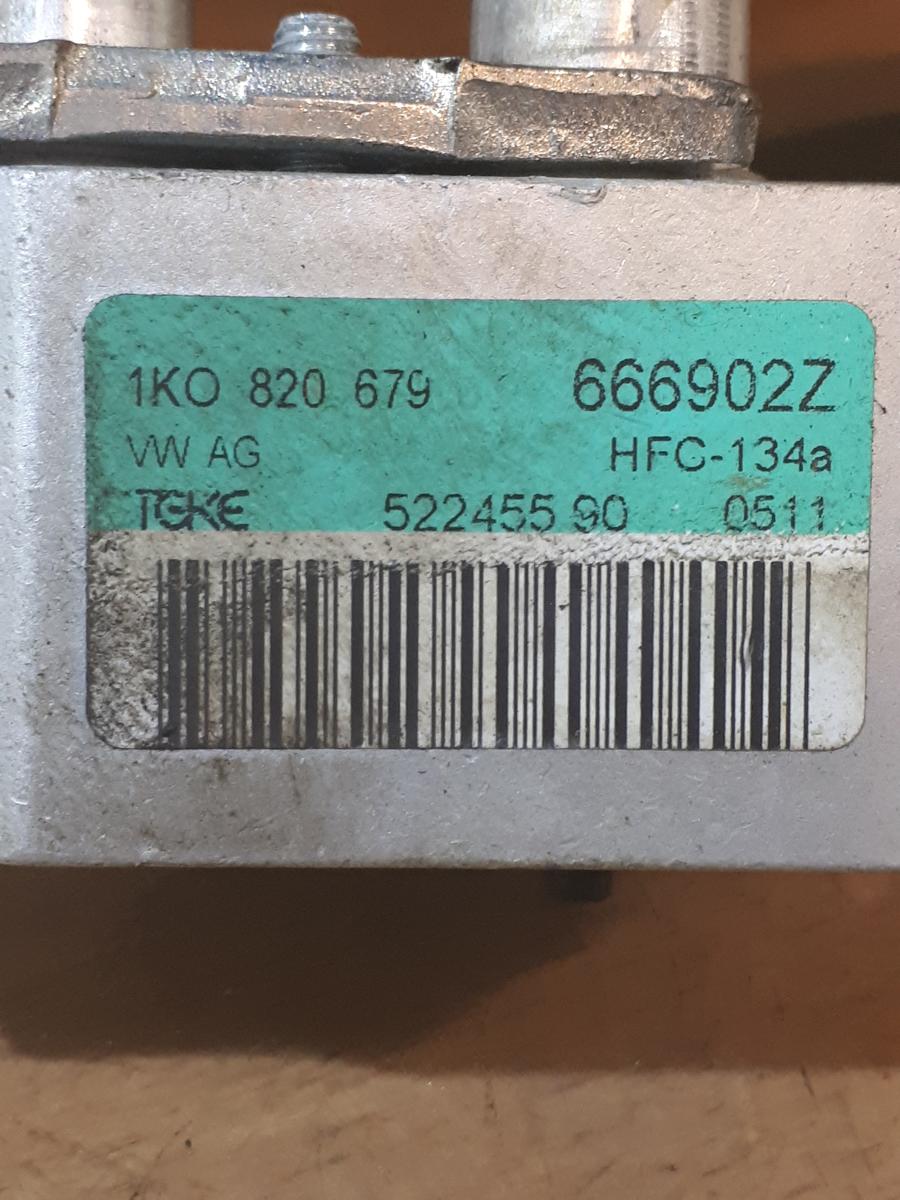 1KO 820 679 666902Z
VW AG HFC-134a
TGKE 522455 90 0511